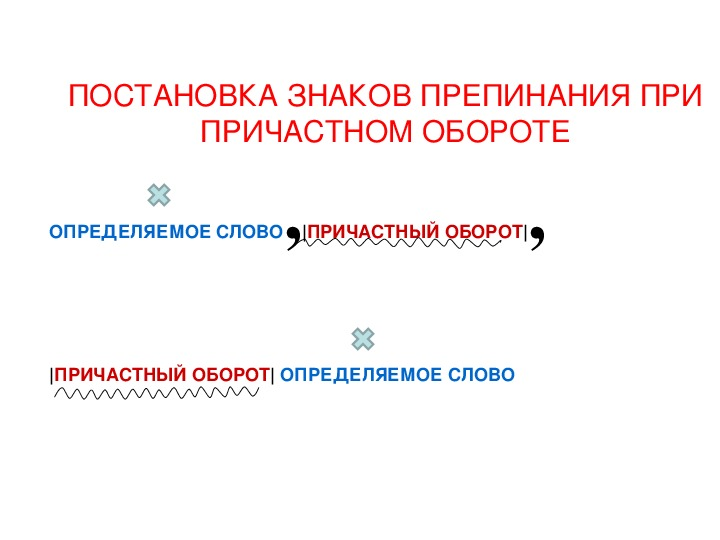 ПОСТАНОВКА ЗНАКОВ ПРЕПИНАНИЯ ПРИ
ПРИЧАСТНОМ ОБОРОТЕ
ОПРЕДЕЛЯЕМОЕ СЛОВО , |ПРИЧАСТНЫЙ ОБОРОТ| ,
|ПРИЧАСТНЫЙ ОБОРОТ| ОПРЕДЕЛЯЕМОЕ СЛОВО